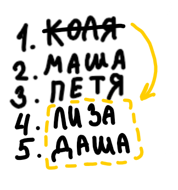 1. КОЛЯ
2. МАША
3. ПЕТЯ
4. ЛИЗА
5. ДАША